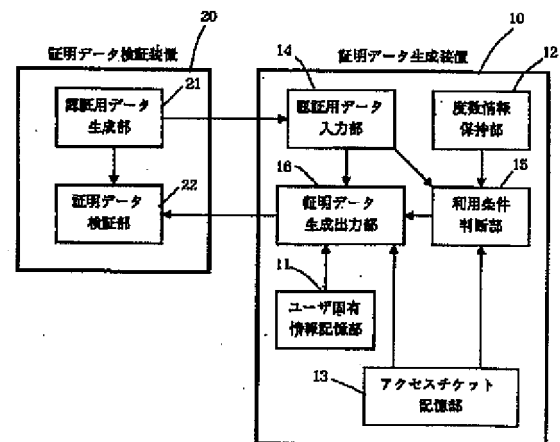 20
証明データ検証装置
21
認証用データ
生成部
22
証明データ
検証部
10
証明データ生成装置
14
認証用データ
入力部
12
度数情報
保持部
16
証明データ
生成出力部
15
利用条件
判断部
11
ユーザ固有
情報記憶部
13
アクセスチケット
記憶部